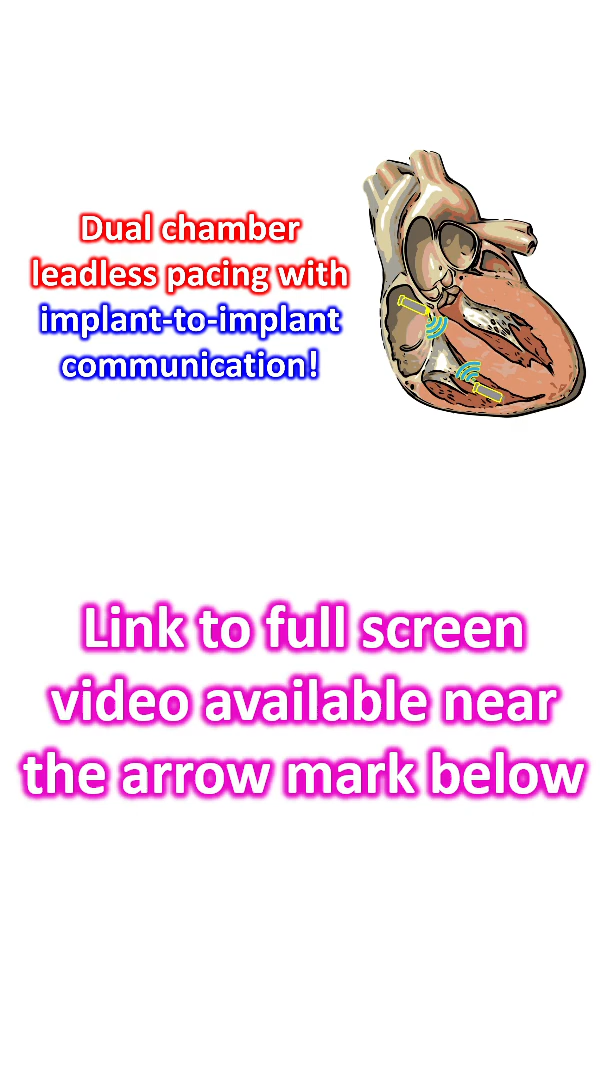 Dual chamber
leadless pacing with
implant-to-implant
communication!
Link to full screen
video available near
the arrow mark below